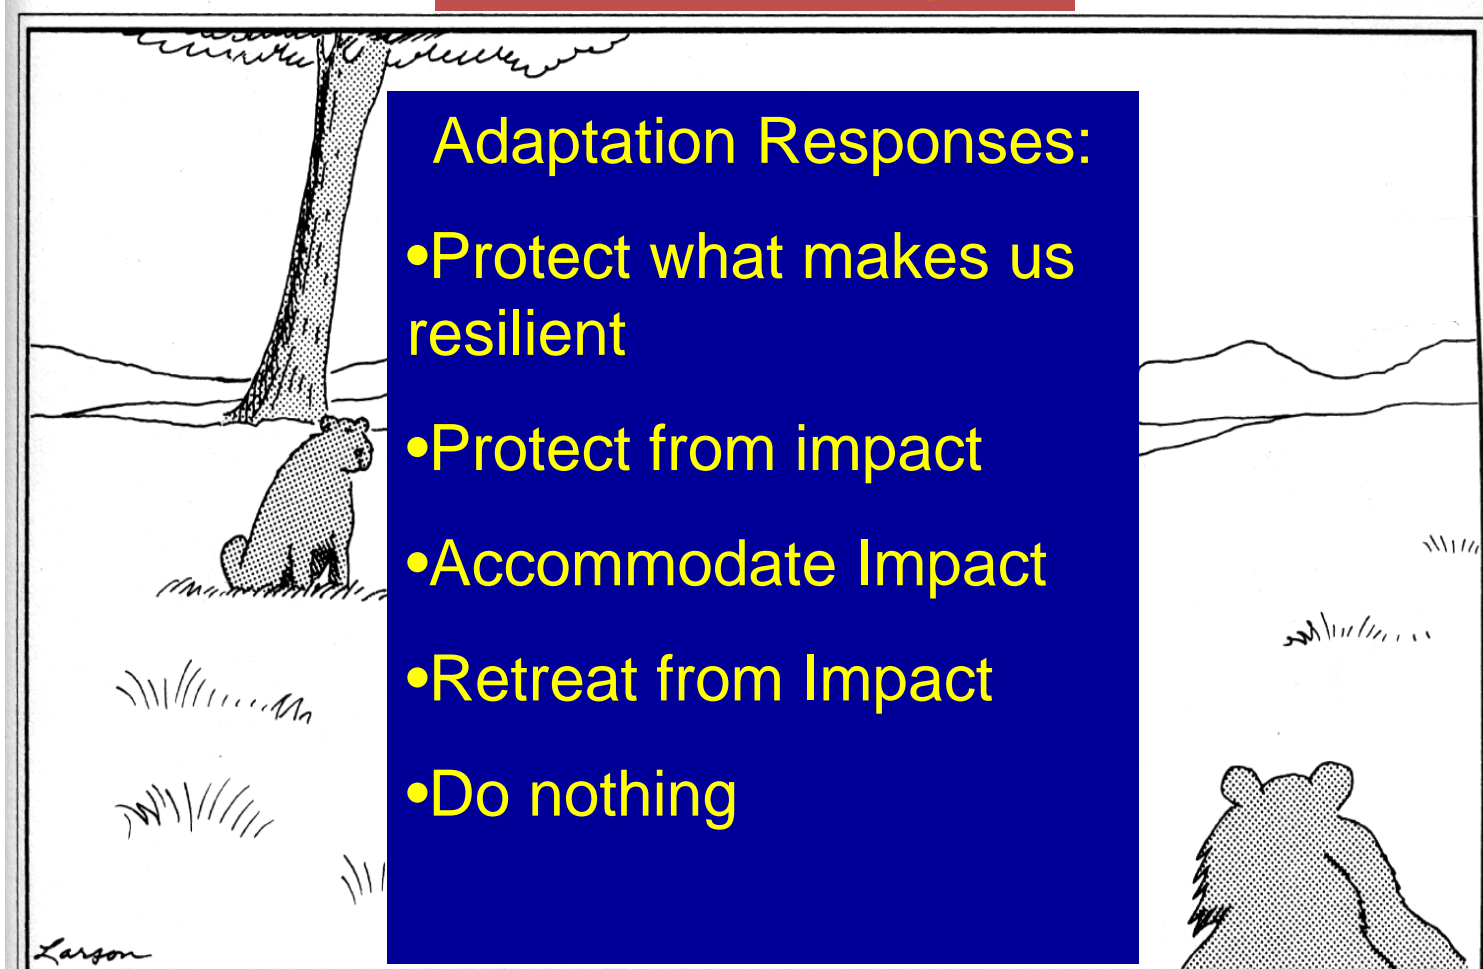 Adaptation Responses:
•Protect what makes us
resilient
•Protect from impact
•Accommodate Impact
•Retreat from Impact
•Do nothing
Larson